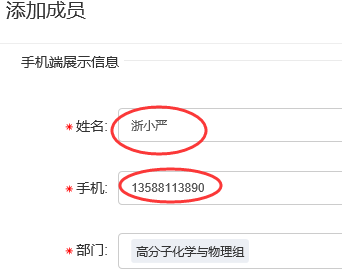 添加成员
手机端展示信息
*姓名: 浙小严
*手机: 13588113890
*部门: 高分子化学与物理组